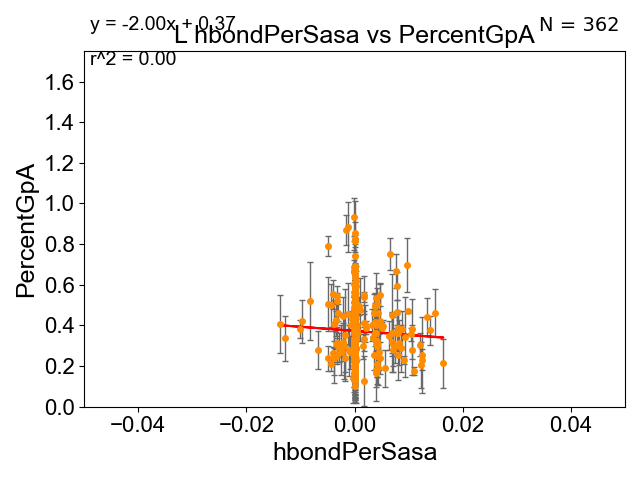 y = -2.00x + 0.37
N = 362
L hbondPerSasa vs PercentGpA
r^2 = 0.00
1.6
1.4
1.2
1.0
0.8
0.6
0.4
0.2
0.0
PercentGpA
−0.04
−0.02
0.00
0.02
0.04
hbondPerSasa